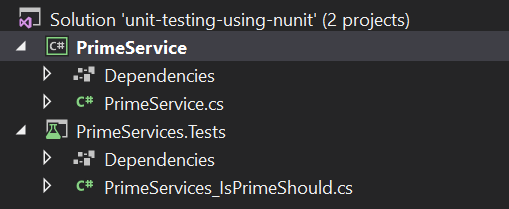 Solution 'unit-testing-using-nunit' (2 projects)
C# PrimeService
Dependencies
C# PrimeService.cs
PrimeServices.Tests
Dependencies
C# PrimeServices_IsPrimeShould.cs